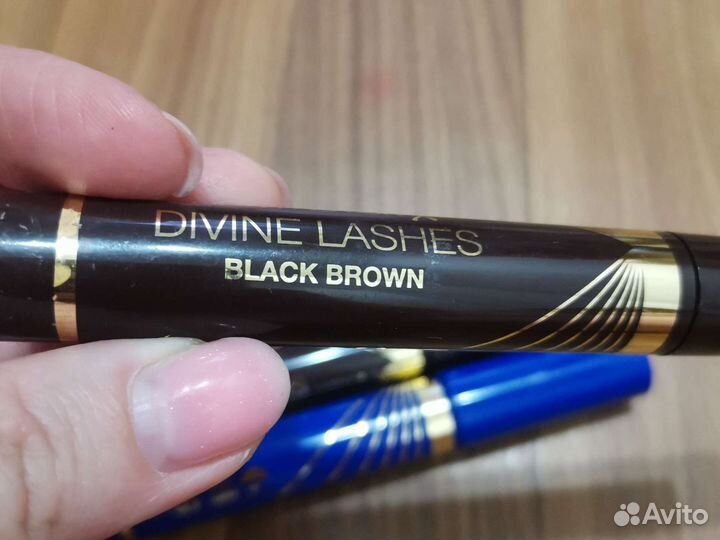 DIVINE LASHES
BLACK BROWN
Avito